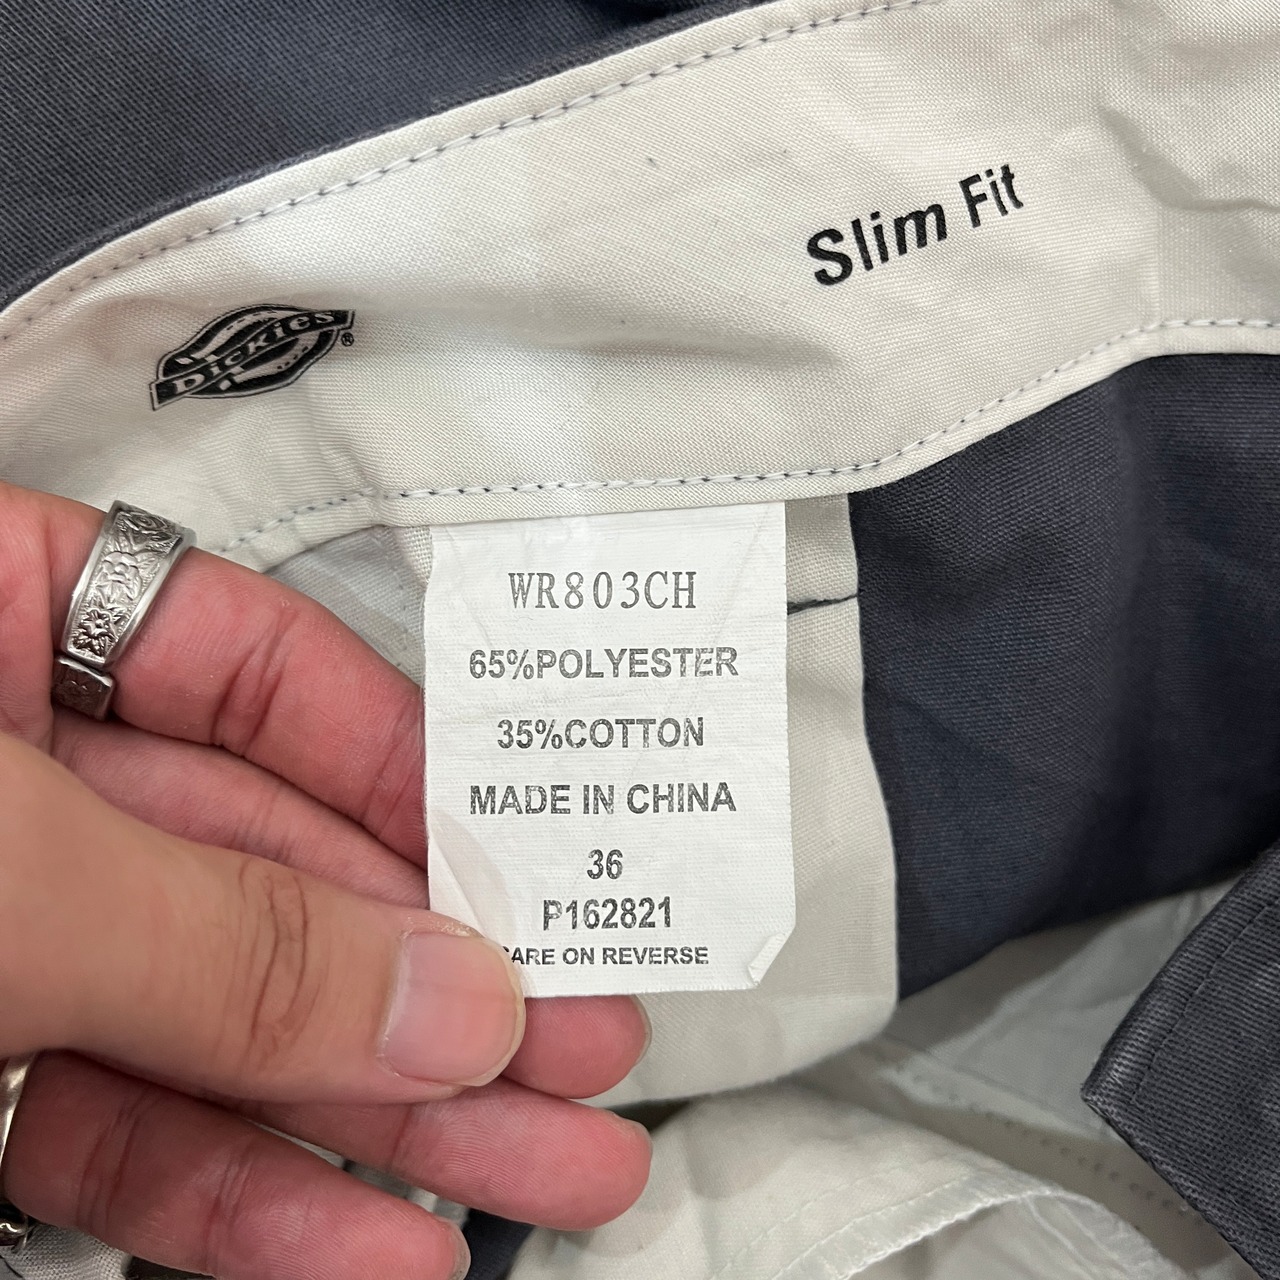 Slim Fit
Dickies®
WR803CH
65%POLYESTER
35%COTTON
MADE IN CHINA
36
P162821
CARE ON REVERSE